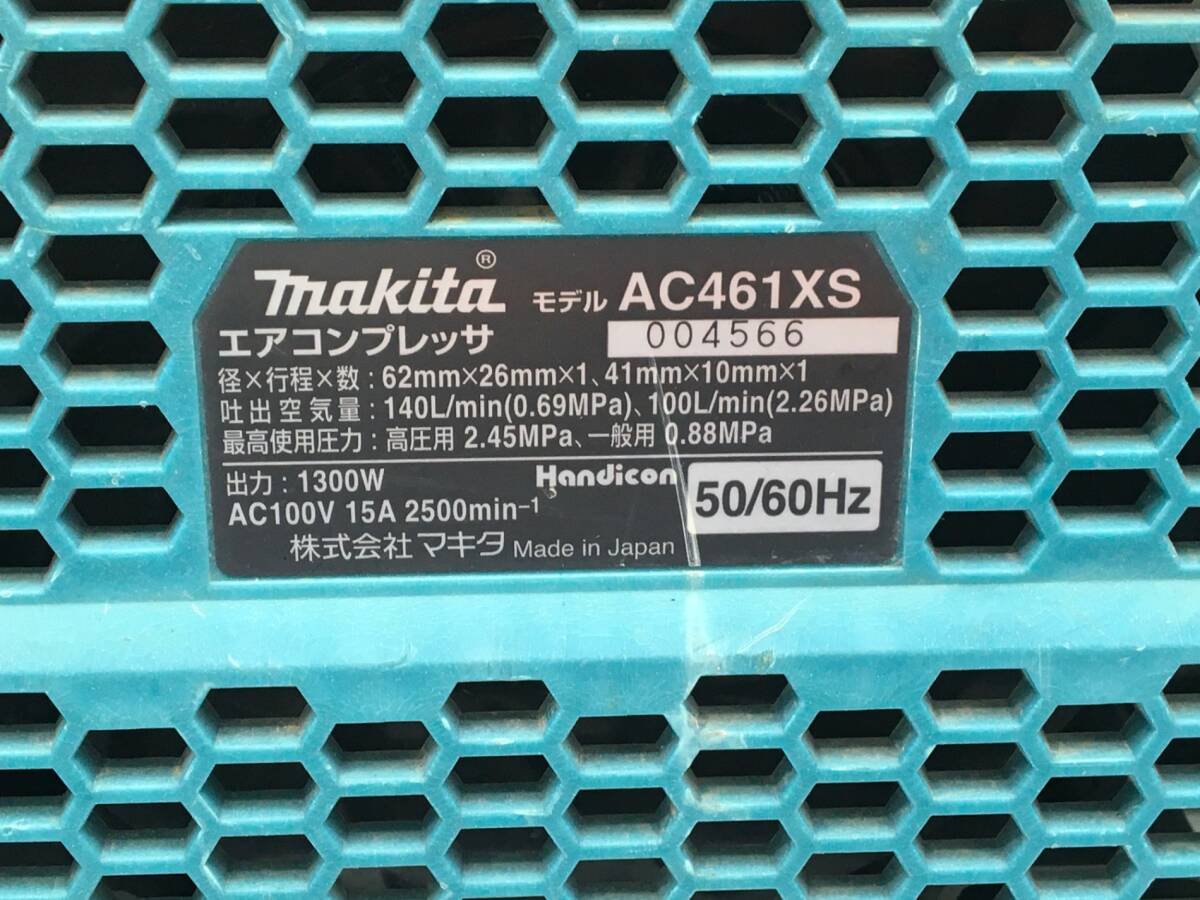 makita® モデル AC461XS
エアコンプレッサ 004566
径×行程×数 : 62mm×26mm×1、41mm×10mm×1
吐出空気量 : 140L/min(0.69MPa)、100L/min(2.26MPa)
最高使用圧力 : 高圧用 2.45MPa、一般用 0.88MPa
出力 : 1300W Handicon
AC100V 15A 2500min⁻¹ 50/60Hz
株式会社 マキタ Made in Japan